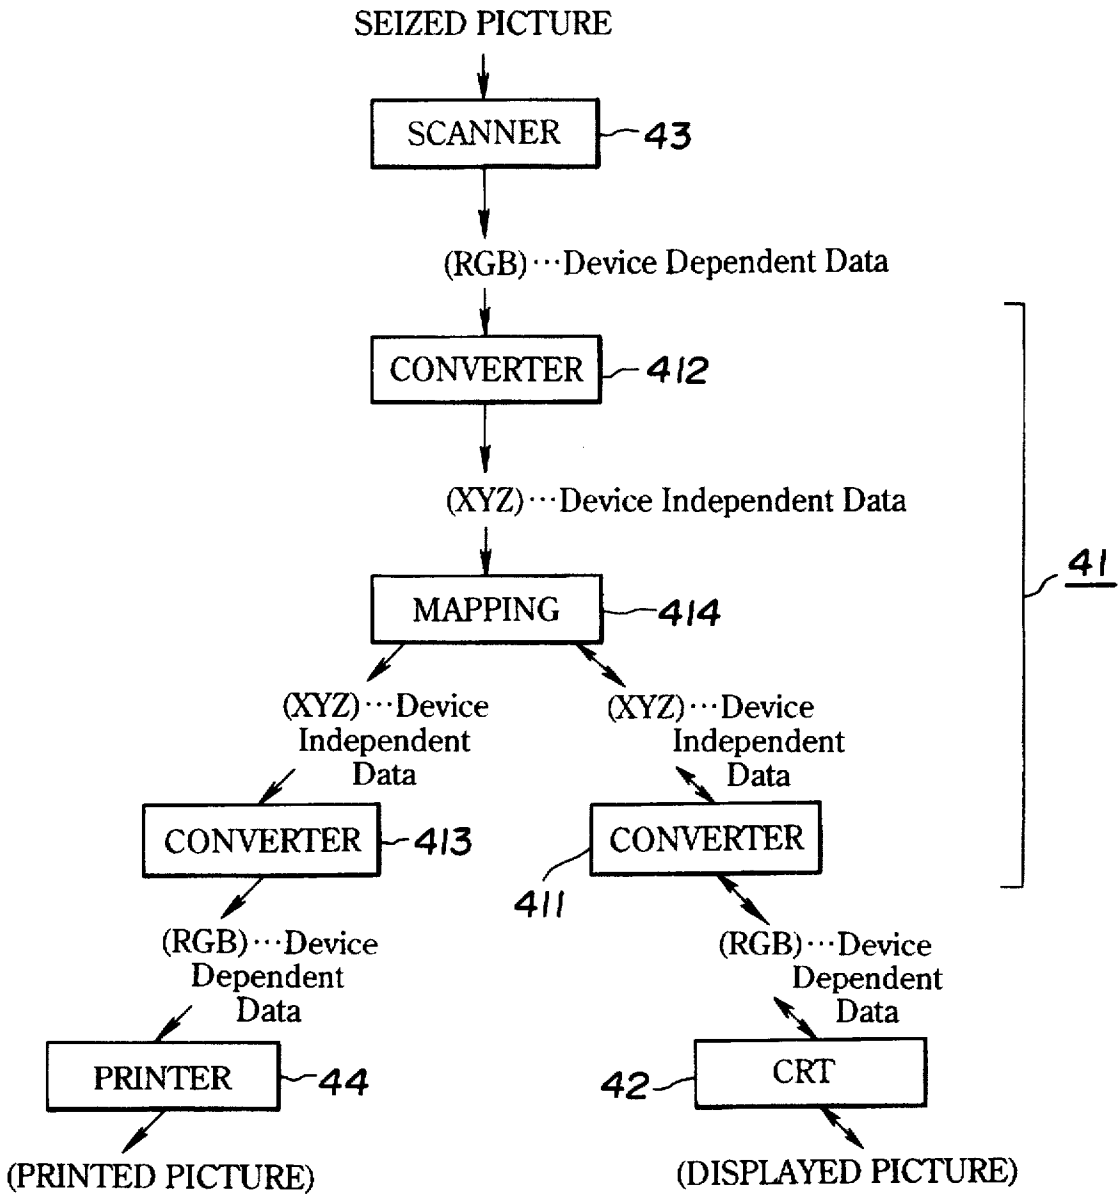 SEIZED PICTURE
SCANNER 43
(RGB)···Device Dependent Data
CONVERTER 412
(XYZ)···Device Independent Data
41
MAPPING 414
(XYZ)···Device
Independent
Data
(XYZ)···Device
Independent
Data
CONVERTER 413
411 CONVERTER
(RGB)···Device
Dependent
Data
(RGB)···Device
Dependent
Data
PRINTER 44
42 CRT
(PRINTED PICTURE)
(DISPLAYED PICTURE)